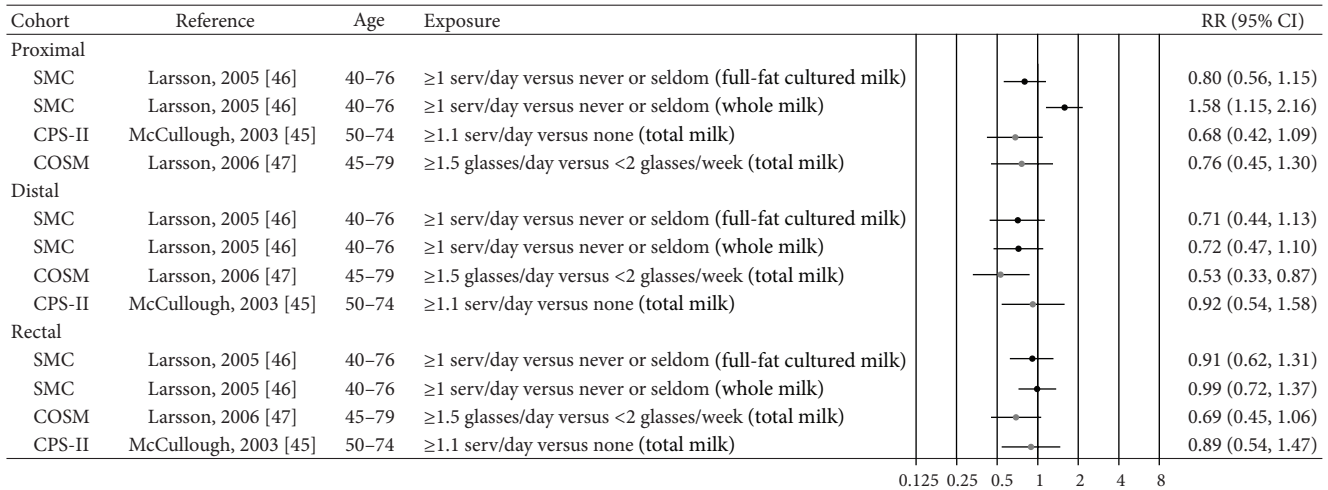 Cohort Reference Age Exposure RR (95% CI)
Proximal
SMC Larsson, 2005 [46] 40–76 ≥1 serv/day versus never or seldom (full-fat cultured milk) 0.80 (0.56, 1.15)
SMC Larsson, 2005 [46] 40–76 ≥1 serv/day versus never or seldom (whole milk) 1.58 (1.15, 2.16)
CPS-II McCullough, 2003 [45] 50–74 ≥1.1 serv/day versus none (total milk) 0.68 (0.42, 1.09)
COSM Larsson, 2006 [47] 45–79 ≥1.5 glasses/day versus <2 glasses/week (total milk) 0.76 (0.45, 1.30)
Distal
SMC Larsson, 2005 [46] 40–76 ≥1 serv/day versus never or seldom (full-fat cultured milk) 0.71 (0.44, 1.13)
SMC Larsson, 2005 [46] 40–76 ≥1 serv/day versus never or seldom (whole milk) 0.72 (0.47, 1.10)
COSM Larsson, 2006 [47] 45–79 ≥1.5 glasses/day versus <2 glasses/week (total milk) 0.53 (0.33, 0.87)
CPS-II McCullough, 2003 [45] 50–74 ≥1.1 serv/day versus none (total milk) 0.92 (0.54, 1.58)
Rectal
SMC Larsson, 2005 [46] 40–76 ≥1 serv/day versus never or seldom (full-fat cultured milk) 0.91 (0.62, 1.31)
SMC Larsson, 2005 [46] 40–76 ≥1 serv/day versus never or seldom (whole milk) 0.99 (0.72, 1.37)
COSM Larsson, 2006 [47] 45–79 ≥1.5 glasses/day versus <2 glasses/week (total milk) 0.69 (0.45, 1.06)
CPS-II McCullough, 2003 [45] 50–74 ≥1.1 serv/day versus none (total milk) 0.89 (0.54, 1.47)
0.125 0.25 0.5 1 2 4 8